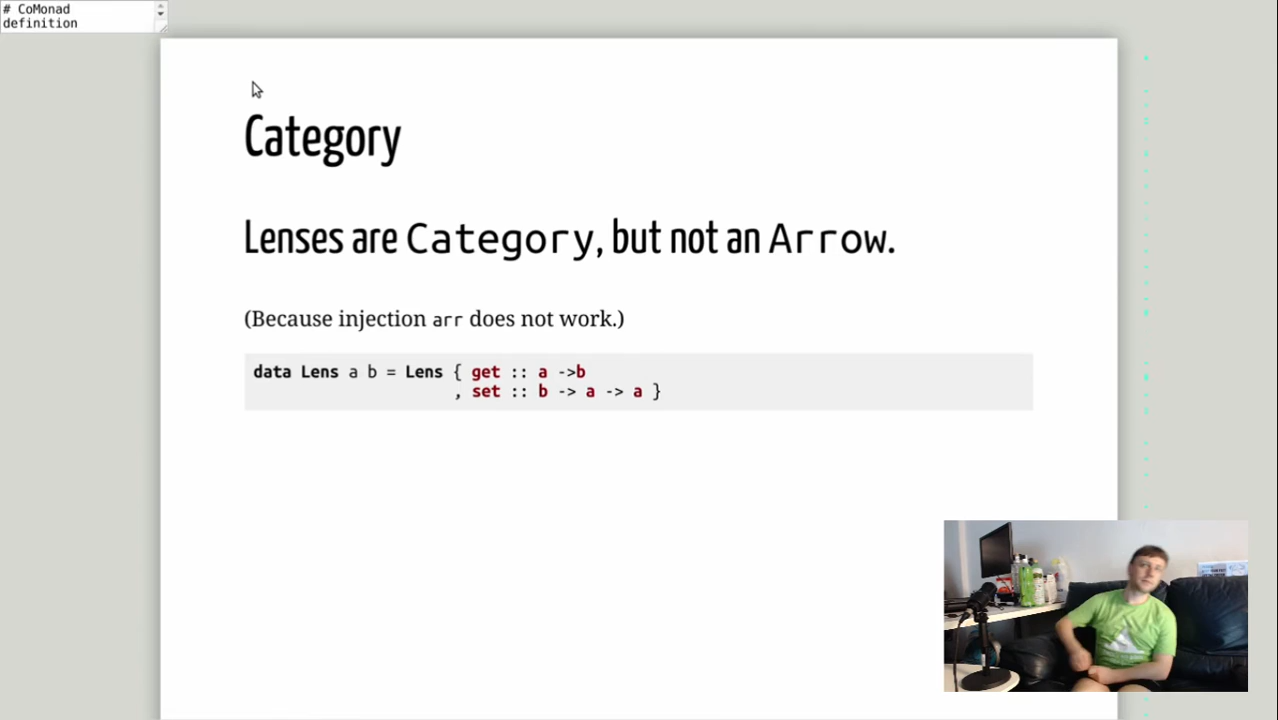 # CoMonad
definition
Category
Lenses are Category, but not an Arrow.
(Because injection arr does not work.)
data Lens a b = Lens { get :: a ->b
, set :: b -> a -> a }